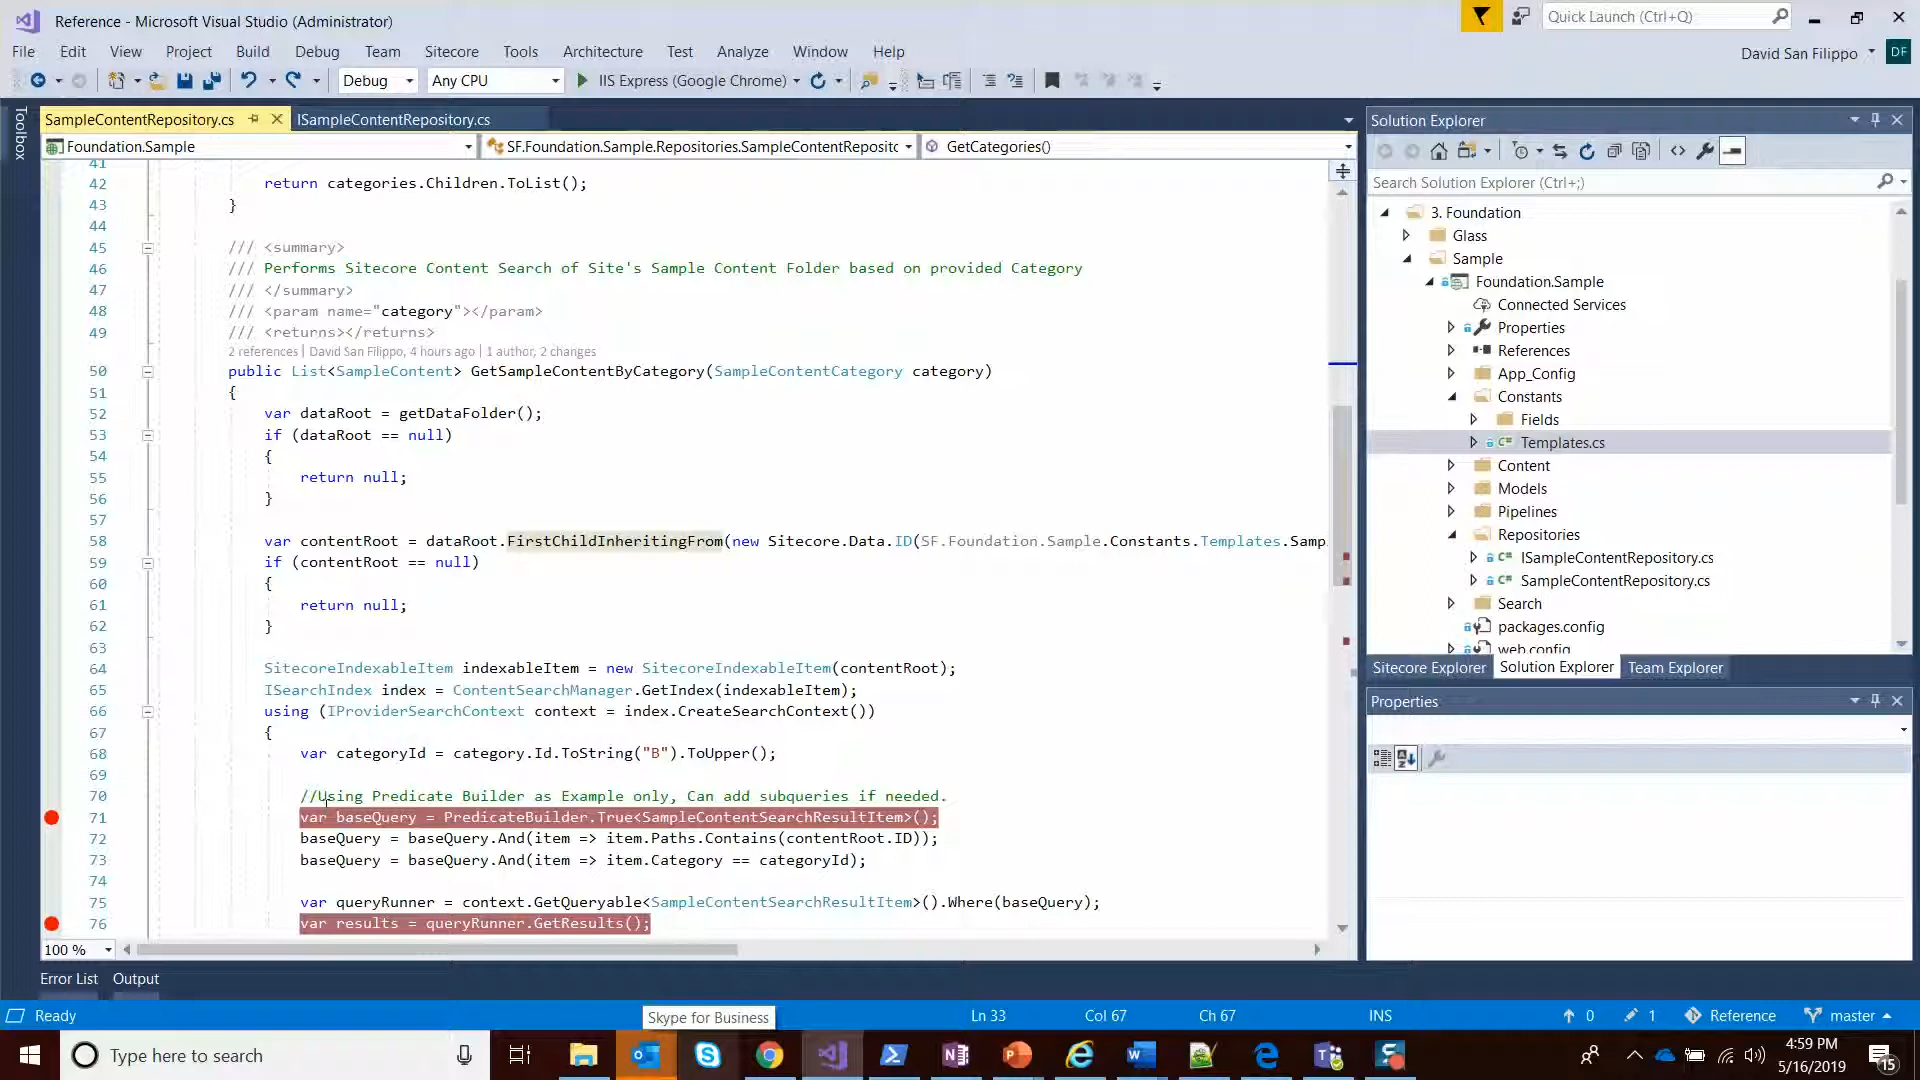 Reference - Microsoft Visual Studio (Administrator)
Quick Launch (Ctrl+Q)
File Edit View Project Build Debug Team Sitecore Tools Architecture Test Analyze Window Help
David San Filippo DF
Debug Any CPU IIS Express (Google Chrome)
Toolbox
SampleContentRepository.cs ISampleContentRepository.cs
Foundation.Sample SF.Foundation.Sample.Repositories.SampleContentReposit GetCategories()
41
42 return categories.Children.ToList();
43 }
44
45 /// <summary>
46 /// Performs Sitecore Content Search of Site's Sample Content Folder based on provided Category
47 /// </summary>
48 /// <param name="category"></param>
49 /// <returns></returns>
2 references | David San Filippo, 4 hours ago | 1 author, 2 changes
50 public List<SampleContent> GetSampleContentByCategory(SampleContentCategory category)
51 {
52 var dataRoot = getDataFolder();
53 if (dataRoot == null)
54 {
55 return null;
56 }
57
58 var contentRoot = dataRoot.FirstChildInheritingFrom(new Sitecore.Data.ID(SF.Foundation.Sample.Constants.Templates.Samp
59 if (contentRoot == null)
60 {
61 return null;
62 }
63
64 SitecoreIndexableItem indexableItem = new SitecoreIndexableItem(contentRoot);
65 ISearchIndex index = ContentSearchManager.GetIndex(indexableItem);
66 using (IProviderSearchContext context = index.CreateSearchContext())
67 {
68 var categoryId = category.Id.ToString("B").ToUpper();
69
70 //Using Predicate Builder as Example only, Can add subqueries if needed.
71 var baseQuery = PredicateBuilder.True<SampleContentSearchResultItem>();
72 baseQuery = baseQuery.And(item => item.Paths.Contains(contentRoot.ID));
73 baseQuery = baseQuery.And(item => item.Category == categoryId);
74
75 var queryRunner = context.GetQueryable<SampleContentSearchResultItem>().Where(baseQuery);
76 var results = queryRunner.GetResults();
100 %
Solution Explorer
Search Solution Explorer (Ctrl+;)
3. Foundation
Glass
Sample
Foundation.Sample
Connected Services
Properties
References
App_Config
Constants
Fields
Templates.cs
Content
Models
Pipelines
Repositories
ISampleContentRepository.cs
SampleContentRepository.cs
Search
packages.config
web.config
Sitecore Explorer Solution Explorer Team Explorer
Properties
Error List Output
Ready Skype for Business Ln 33 Col 67 Ch 67 INS 0 1 Reference master
Type here to search
4:59 PM
5/16/2019
15